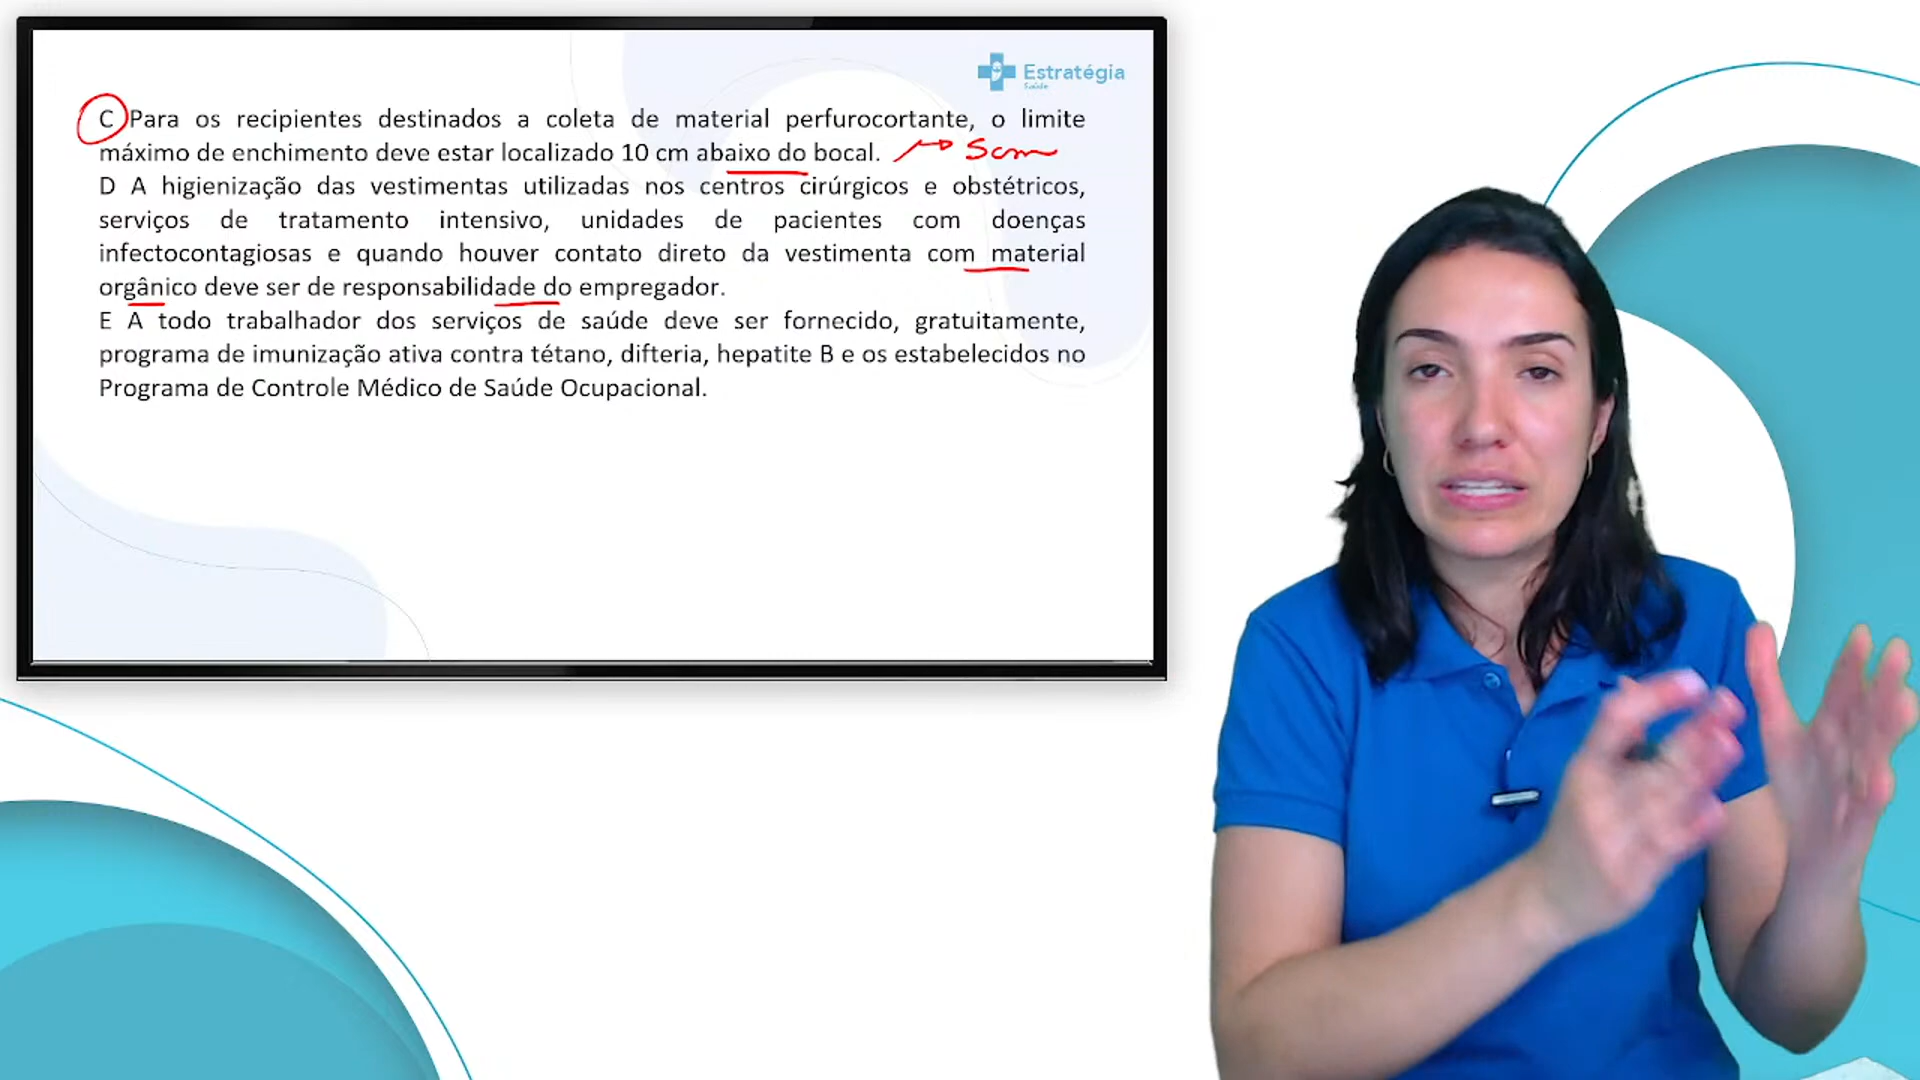 Estratégia
Saúde
C Para os recipientes destinados a coleta de material perfurocortante, o limite
máximo de enchimento deve estar localizado 10 cm abaixo do bocal. 5cm
D A higienização das vestimentas utilizadas nos centros cirúrgicos e obstétricos,
serviços de tratamento intensivo, unidades de pacientes com doenças
infectocontagiosas e quando houver contato direto da vestimenta com material
orgânico deve ser de responsabilidade do empregador.
E A todo trabalhador dos serviços de saúde deve ser fornecido, gratuitamente,
programa de imunização ativa contra tétano, difteria, hepatite B e os estabelecidos no
Programa de Controle Médico de Saúde Ocupacional.